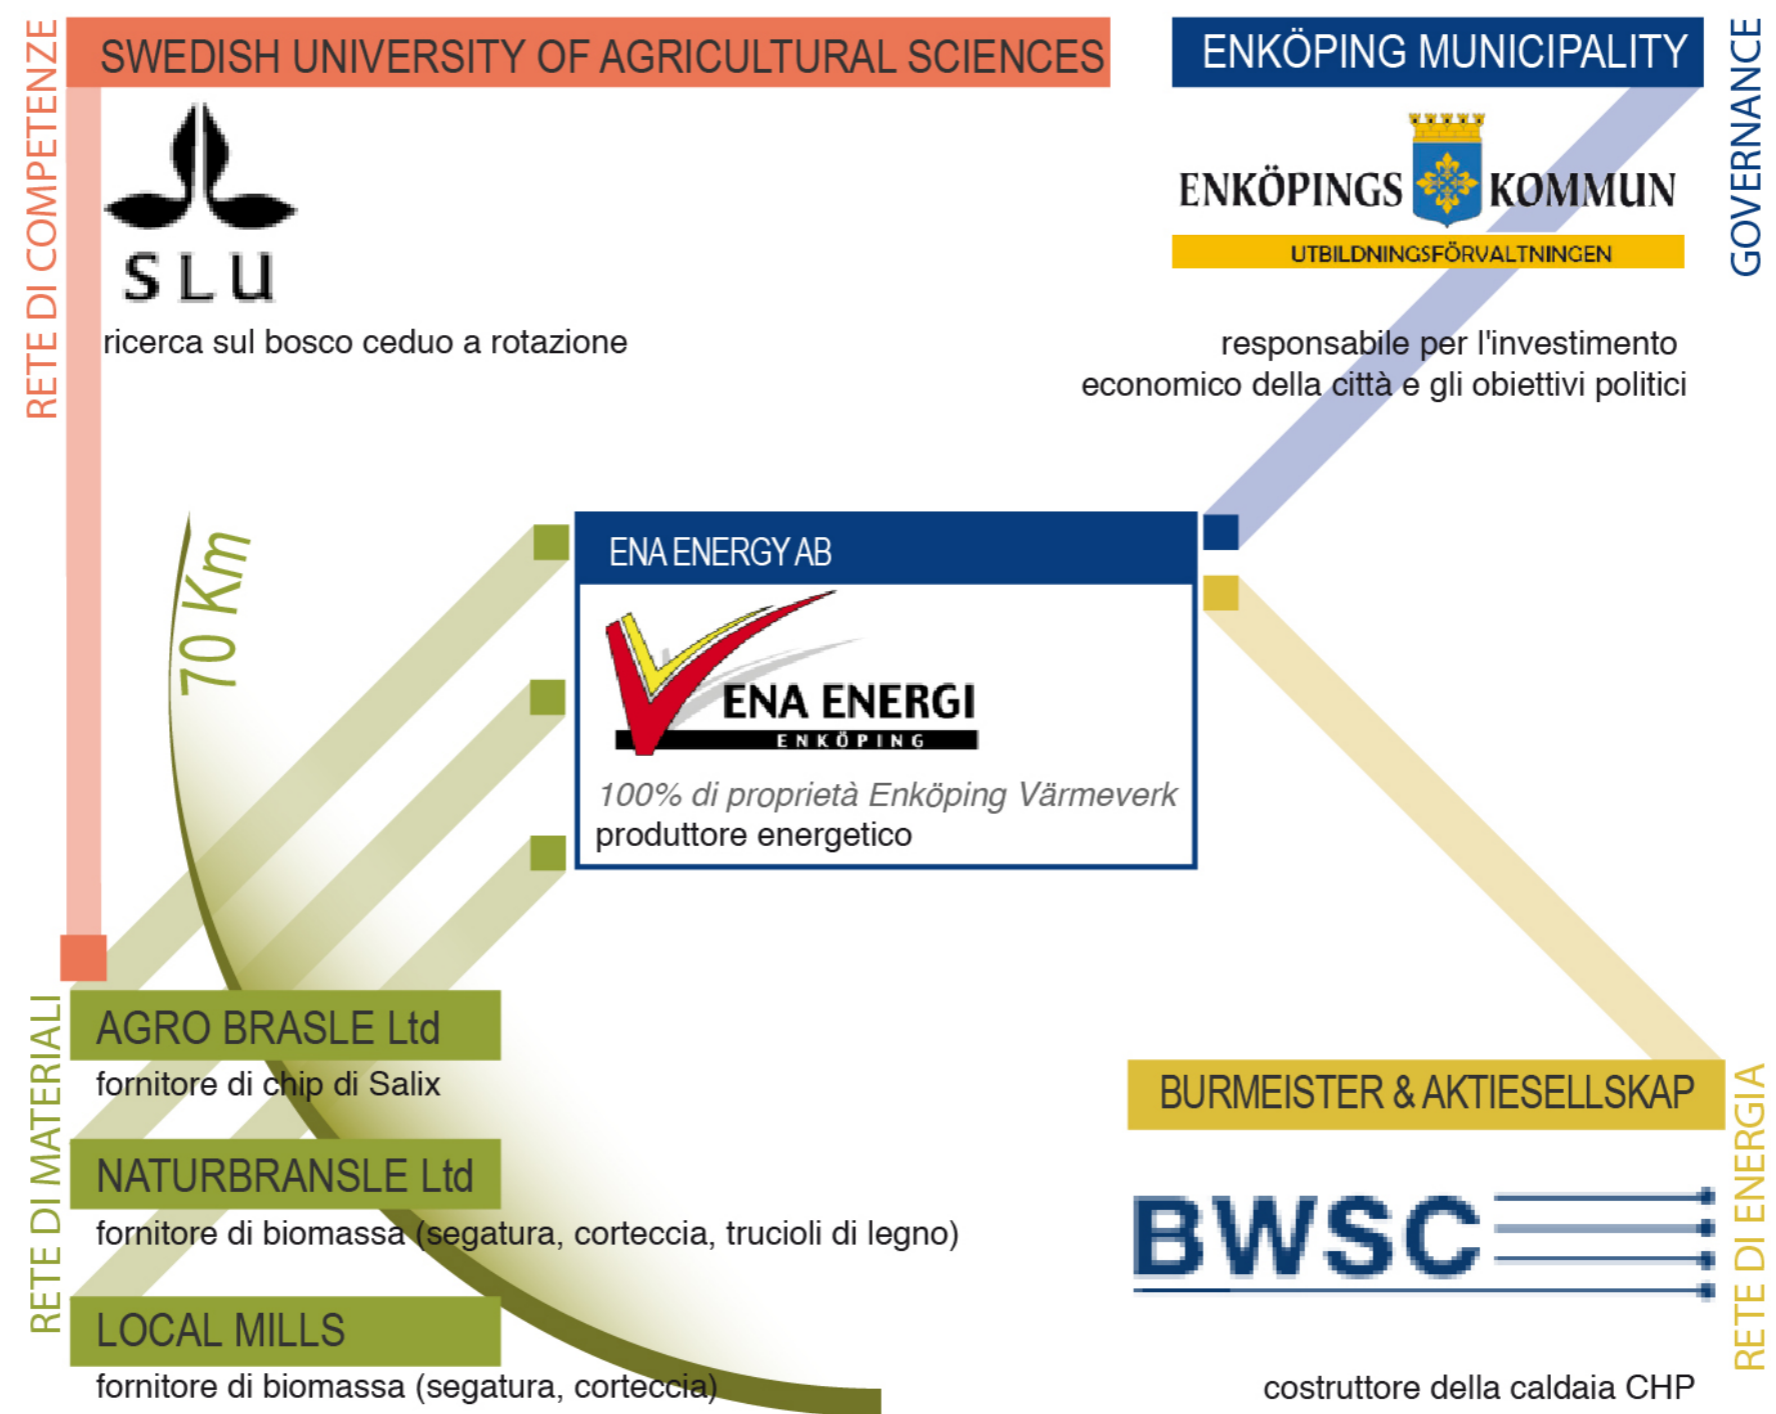 RETE DI COMPETENZE
SWEDISH UNIVERSITY OF AGRICULTURAL SCIENCES
SLU
ricerca sul bosco ceduo a rotazione
ENKÖPING MUNICIPALITY
GOVERNANCE
ENKÖPINGS KOMMUN
UTBILDNINGSFÖRVALTNINGEN
responsabile per l'investimento
economico della città e gli obiettivi politici
70 Km
ENA ENERGY AB
ENA ENERGI
ENKÖPING
100% di proprietà Enköping Värmeverk
produttore energetico
RETE DI MATERIALI
AGRO BRASLE Ltd
fornitore di chip di Salix
NATURBRANSLE Ltd
fornitore di biomassa (segatura, corteccia, trucioli di legno)
LOCAL MILLS
fornitore di biomassa (segatura, corteccia)
BURMEISTER & AKTIESELLSKAP
RETE DI ENERGIA
BWSC
costruttore della caldaia CHP